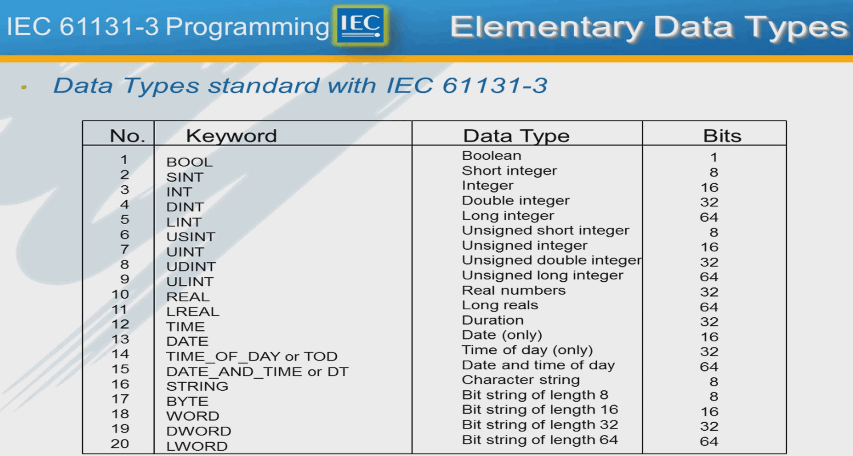 IEC 61131-3 Programming IEC Elementary Data Types
Data Types standard with IEC 61131-3
No. Keyword Data Type Bits
1 BOOL Boolean 1
2 SINT Short integer 8
3 INT Integer 16
4 DINT Double integer 32
5 LINT Long integer 64
6 USINT Unsigned short integer 8
7 UINT Unsigned integer 16
8 UDINT Unsigned double integer 32
9 ULINT Unsigned long integer 64
10 REAL Real numbers 32
11 LREAL Long reals 64
12 TIME Duration 32
13 DATE Date (only) 16
14 TIME_OF_DAY or TOD Time of day (only) 32
15 DATE_AND_TIME or DT Date and time of day 64
16 STRING Character string 8
17 BYTE Bit string of length 8 8
18 WORD Bit string of length 16 16
19 DWORD Bit string of length 32 32
20 LWORD Bit string of length 64 64